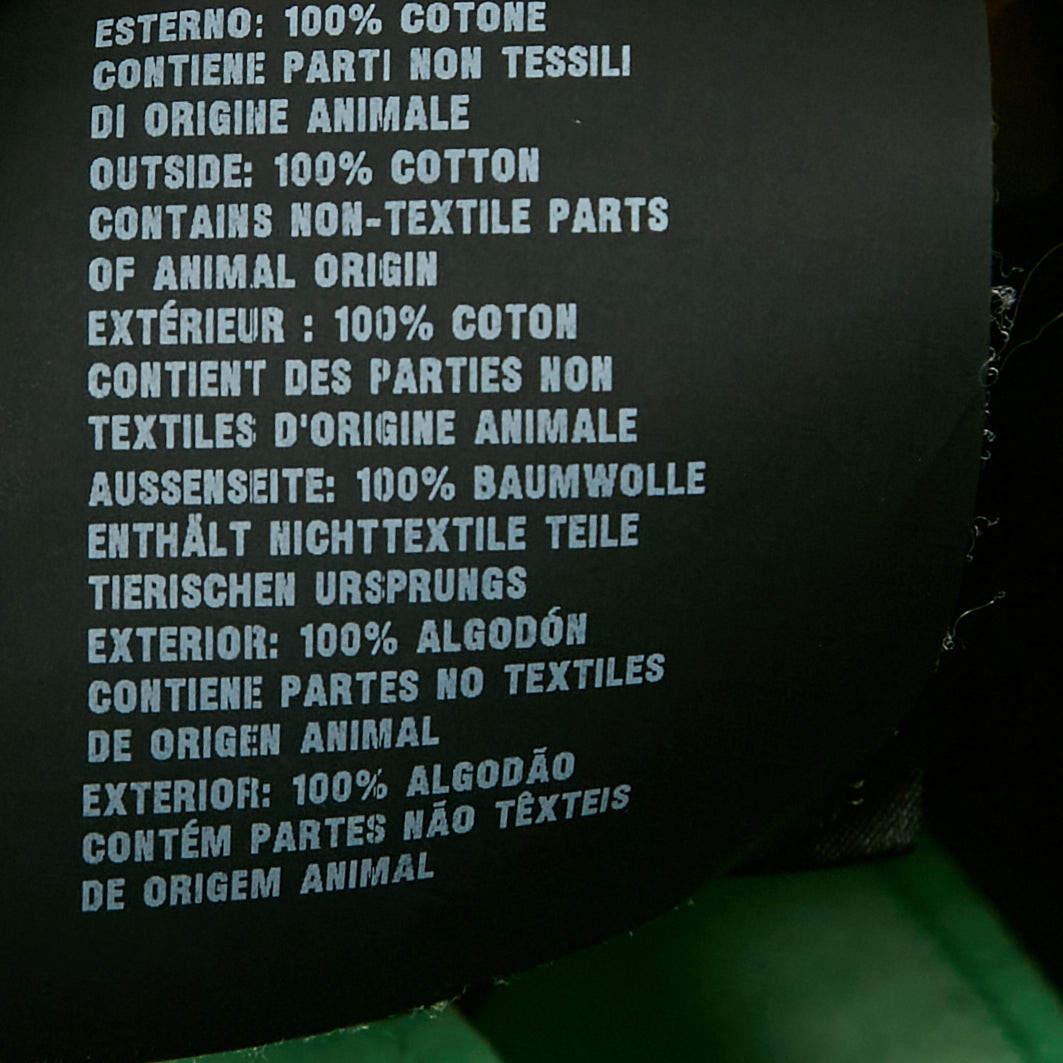 ESTERNO: 100% COTONE
CONTIENE PARTI NON TESSILI
DI ORIGINE ANIMALE
OUTSIDE: 100% COTTON
CONTAINS NON-TEXTILE PARTS
OF ANIMAL ORIGIN
EXTÉRIEUR : 100% COTON
CONTIENT DES PARTIES NON
TEXTILES D'ORIGINE ANIMALE
AUSSENSEITE: 100% BAUMWOLLE
ENTHÄLT NICHTTEXTILE TEILE
TIERISCHEN URSPRUNGS
EXTERIOR: 100% ALGODÓN
CONTIENE PARTES NO TEXTILES
DE ORIGEN ANIMAL
EXTERIOR: 100% ALGODÃO
CONTÉM PARTES NÃO TÊXTEIS
DE ORIGEM ANIMAL